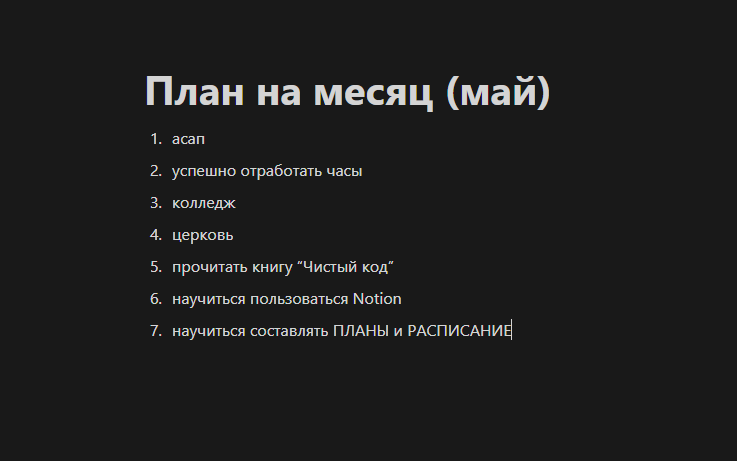 План на месяц (май)
1. асап
2. успешно отработать часы
3. колледж
4. церковь
5. прочитать книгу “Чистый код”
6. научиться пользоваться Notion
7. научиться составлять ПЛАНЫ и РАСПИСАНИЕ